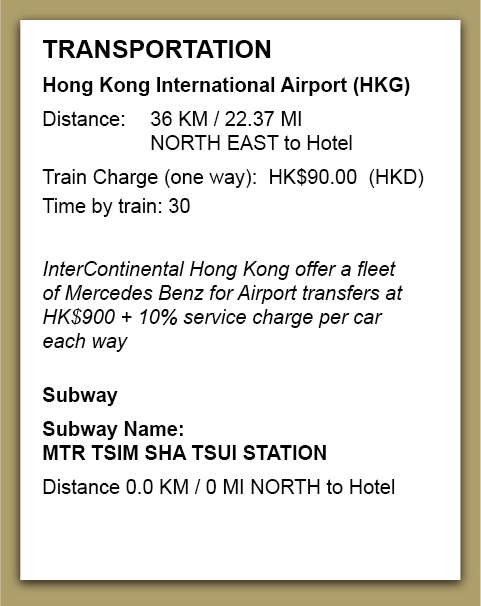 TRANSPORTATION
Hong Kong International Airport (HKG)
Distance: 36 KM / 22.37 MI
NORTH EAST to Hotel
Train Charge (one way): HK$90.00 (HKD)
Time by train: 30
InterContinental Hong Kong offer a fleet
of Mercedes Benz for Airport transfers at
HK$900 + 10% service charge per car
each way
Subway
Subway Name:
MTR TSIM SHA TSUI STATION
Distance 0.0 KM / 0 MI NORTH to Hotel